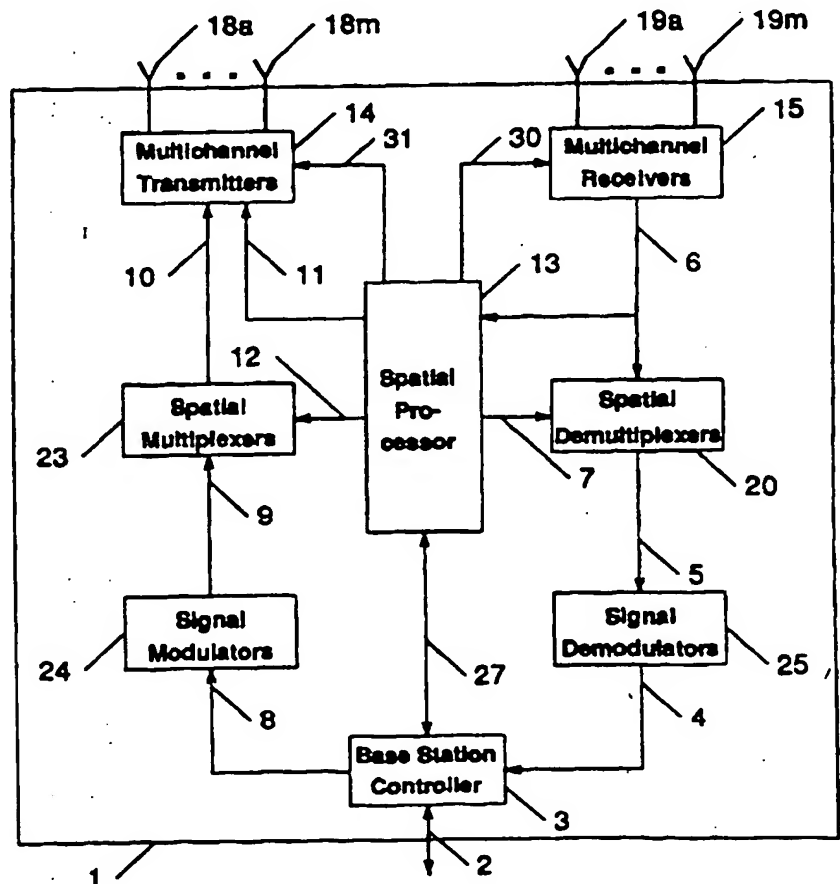 18a
18m
19a
19m
14
15
Multichannel
Transmitters
31
30
Multichannel
Receivers
10
11
13
6
12
Spatial
Pro-
cessor
Spatial
Multiplexers
Spatial
Demultiplexers
23
7
20
9
5
Signal
Modulators
Signal
Demodulators
24
27
25
8
4
Base Station
Controller
3
1
2